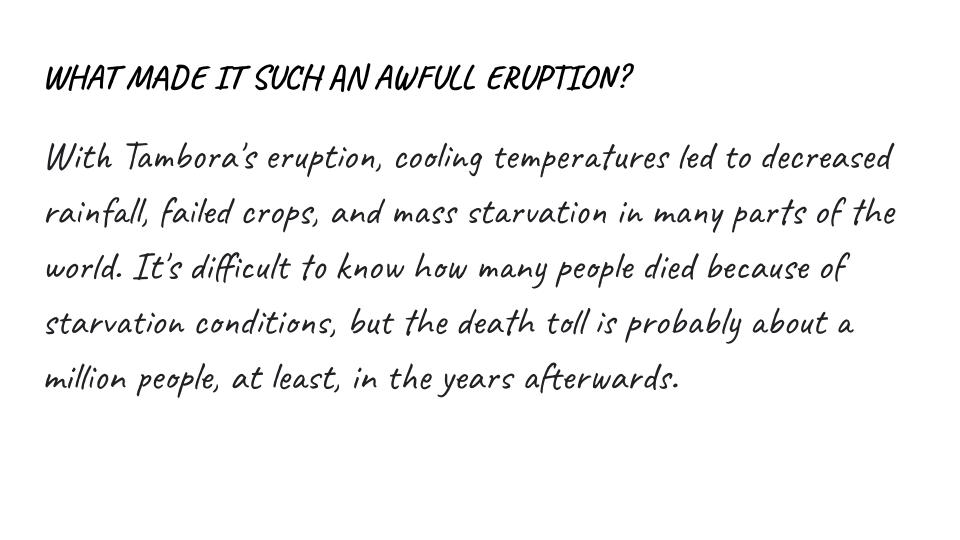 WHAT MADE IT SUCH AN AWFULL ERUPTION?
With Tambora's eruption, cooling temperatures led to decreased
rainfall, failed crops, and mass starvation in many parts of the
world. It's difficult to know how many people died because of
starvation conditions, but the death toll is probably about a
million people, at least, in the years afterwards.